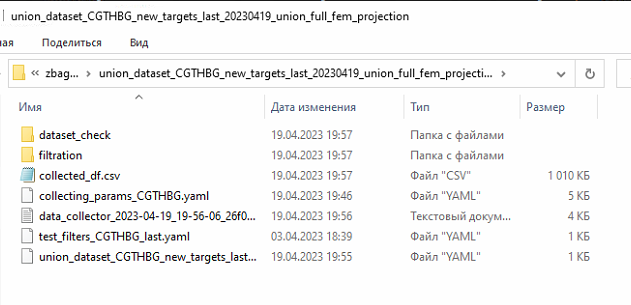 union_dataset_CGTHBG_new_targets_last_20230419_union_full_fem_projection
ная Поделиться Вид
« zbag... > union_dataset_CGTHBG_new_targets_last_20230419_union_full_fem_projecti... >
Имя Дата изменения Тип Размер
dataset_check 19.04.2023 19:57 Папка с файлами
filtration 19.04.2023 19:57 Папка с файлами
collected_df.csv 19.04.2023 19:57 Файл "CSV" 1 010 КБ
collecting_params_CGTHBG.yaml 19.04.2023 19:46 Файл "YAML" 5 КБ
data_collector_2023-04-19_19-56-06_26f0... 19.04.2023 19:56 Текстовый докум... 4 КБ
test_filters_CGTHBG_last.yaml 03.04.2023 18:39 Файл "YAML" 1 КБ
union_dataset_CGTHBG_new_targets_last... 19.04.2023 19:55 Файл "YAML" 1 КБ